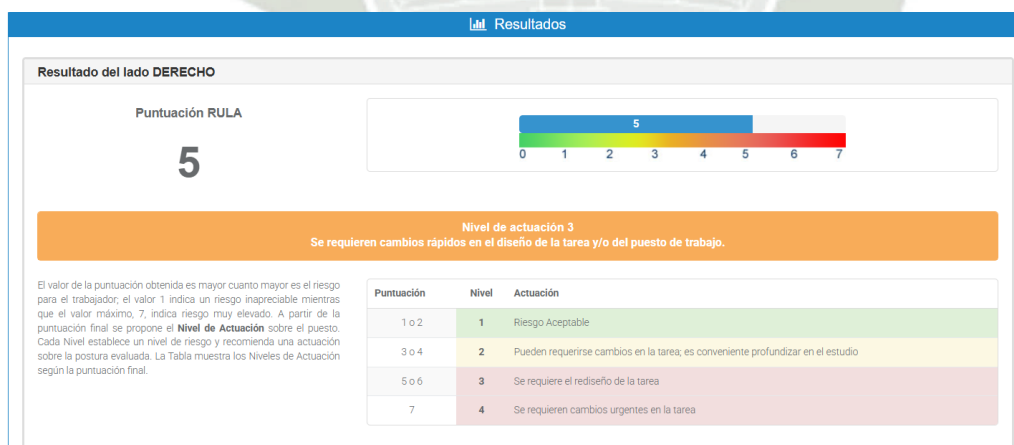 Resultados
Resultado del lado DERECHO
Puntuación RULA
5
5
0 1 2 3 4 5 6 7
Nivel de actuación 3
Se requieren cambios rápidos en el diseño de la tarea y/o del puesto de trabajo.
El valor de la puntuación obtenida es mayor cuanto mayor es el riesgo
para el trabajador; el valor 1 indica un riesgo inapreciable mientras
que el valor máximo, 7, indica riesgo muy elevado. A partir de la
puntuación final se propone el Nivel de Actuación sobre el puesto.
Cada Nivel establece un nivel de riesgo y recomienda una actuación
sobre la postura evaluada. La Tabla muestra los Niveles de Actuación
según la puntuación final.
Puntuación Nivel Actuación
1 o 2 1 Riesgo Aceptable
3 o 4 2 Pueden requerirse cambios en la tarea; es conveniente profundizar en el estudio
5 o 6 3 Se requiere el rediseño de la tarea
7 4 Se requieren cambios urgentes en la tarea